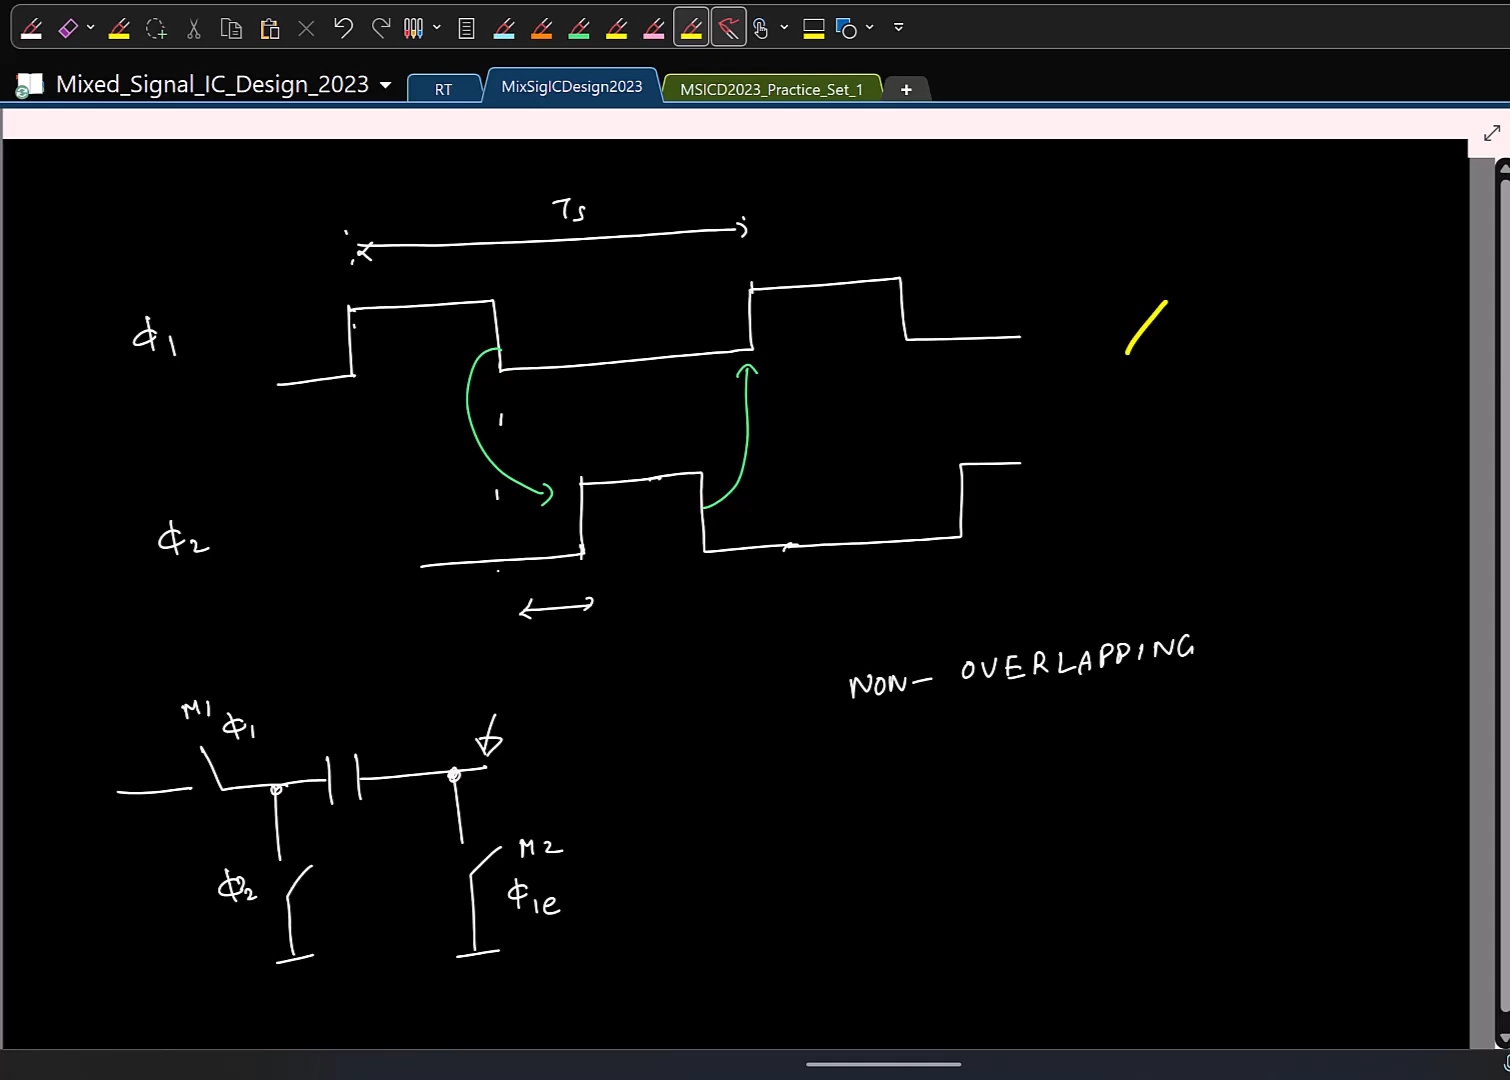 Mixed_Signal_IC_Design_2023
RT
MixSigICDesign2023
MSICD2023_Practice_Set_1
+
Ts
ϕ1
ϕ2
NON- OVERLAPPING
M1
ϕ1
M2
ϕ2
ϕ1e